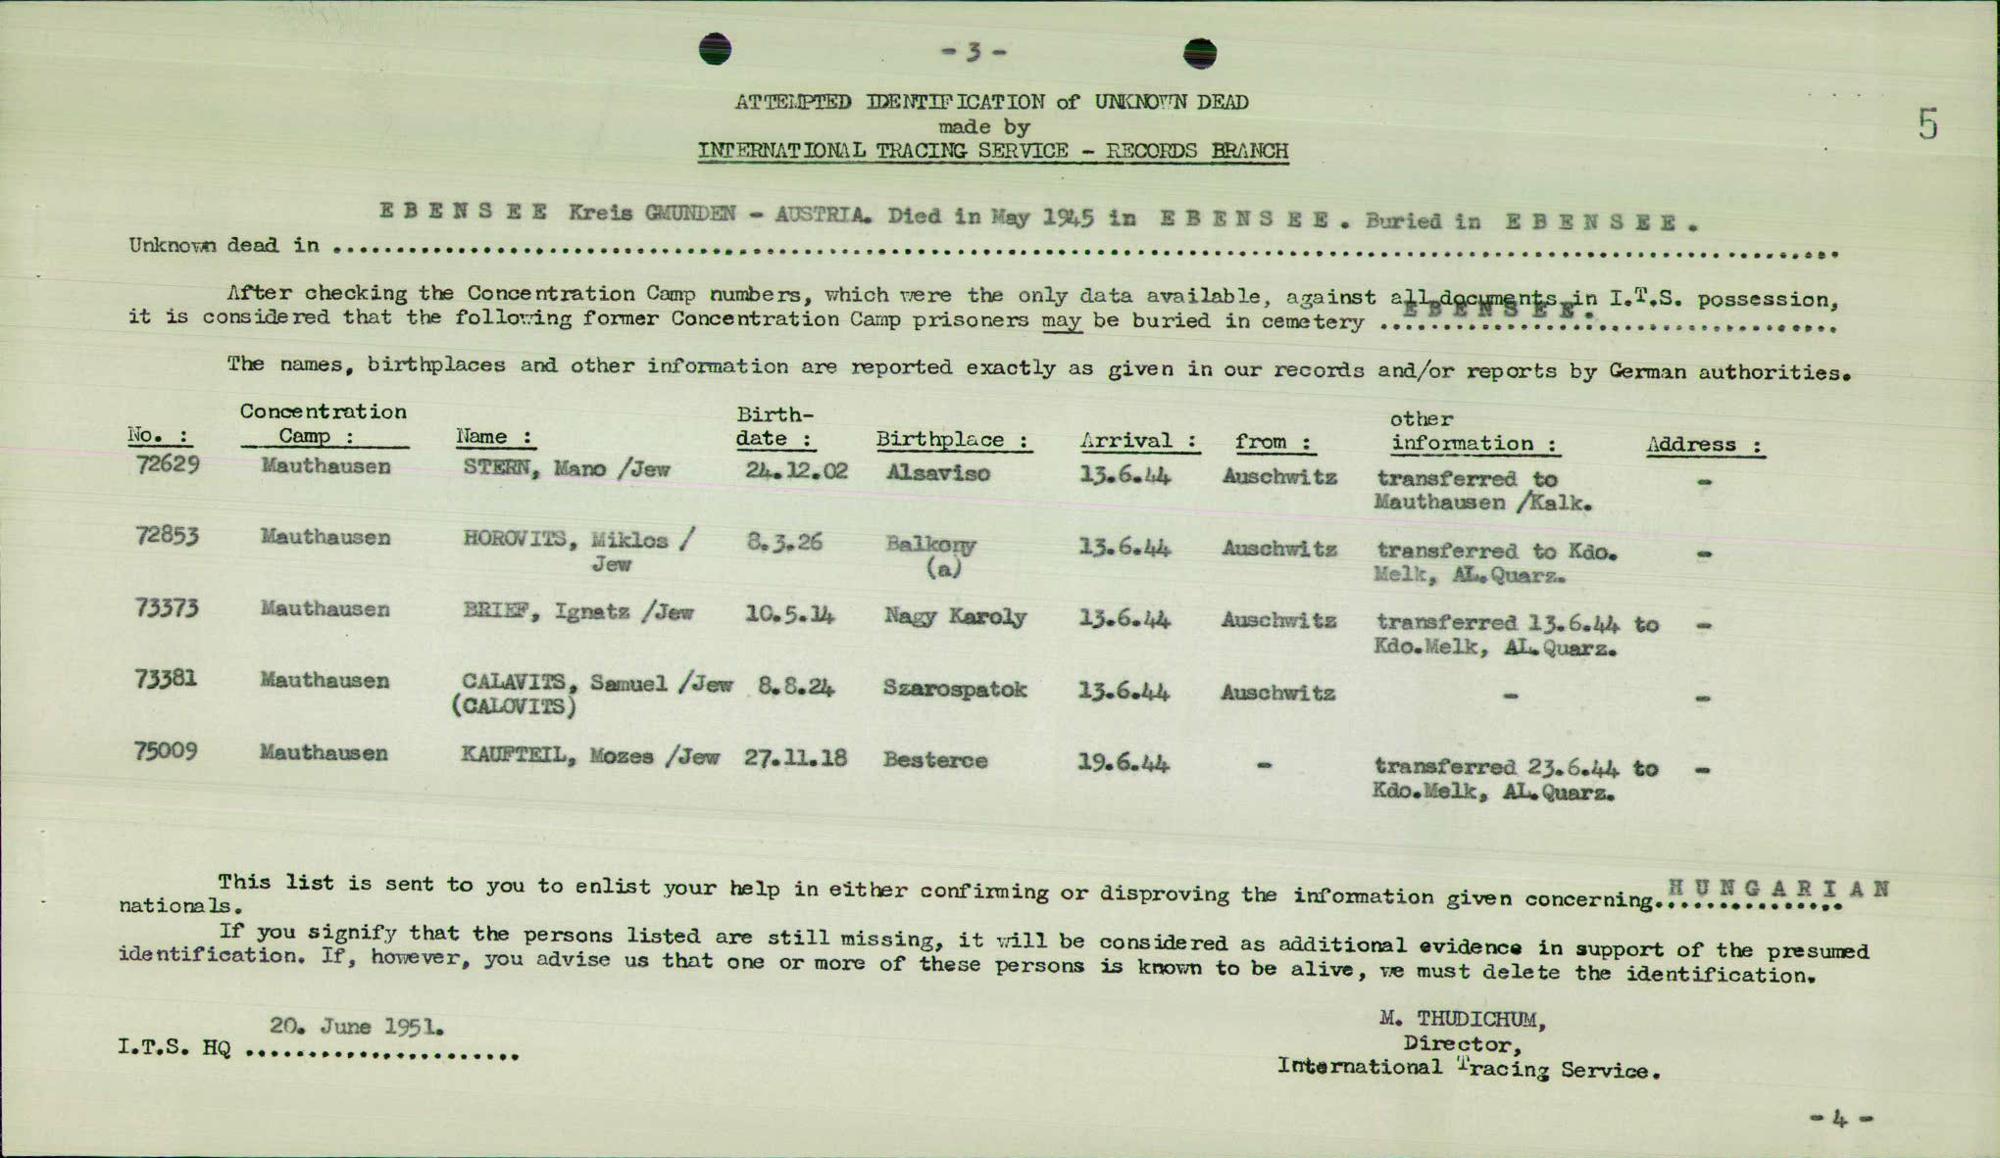 - 3 -
ATTEMPTED IDENTIFICATION of UNKNOWN DEAD
made by
INTERNATIONAL TRACING SERVICE - RECORDS BRANCH
5
E B E N S E E Kreis GMUNDEN - AUSTRIA. Died in May 1945 in E B E N S E E . Buried in E B E N S E E .
Unknown dead in ........................................................................
After checking the Concentration Camp numbers, which were the only data available, against all documents in I.T.S. possession,
it is considered that the following former Concentration Camp prisoners may be buried in cemetery E B E N S E E. ....................
The names, birthplaces and other information are reported exactly as given in our records and/or reports by German authorities.
Concentration Birth- other
No. : Camp : Name : date : Birthplace : Arrival : from : information : Address :
72629 Mauthausen STERN, Mano /Jew 24.12.02 Alsaviso 13.6.44 Auschwitz transferred to -
Mauthausen /Kalk.
72853 Mauthausen HOROVITS, Miklos / 8.3.26 Balkony 13.6.44 Auschwitz transferred to Kdo. -
Jew (a) Melk, AL.Quarz.
73373 Mauthausen BRIEF, Ignatz /Jew 10.5.14 Nagy Karoly 13.6.44 Auschwitz transferred 13.6.44 to -
Kdo.Melk, AL.Quarz.
73381 Mauthausen CALAVITS, Samuel /Jew 8.8.24 Szarospatok 13.6.44 Auschwitz - -
(CALOVITS)
75009 Mauthausen KAUFTEIL, Mozes /Jew 27.11.18 Besterce 19.6.44 - transferred 23.6.44 to -
Kdo.Melk, AL.Quarz.
This list is sent to you to enlist your help in either confirming or disproving the information given concerning H U N G A R I A N
nationals.
If you signify that the persons listed are still missing, it will be considered as additional evidence in support of the presumed
identification. If, however, you advise us that one or more of these persons is known to be alive, we must delete the identification.
20. June 1951.
I.T.S. HQ ......................
M. THUDICHUM,
Director,
International Tracing Service.
- 4 -